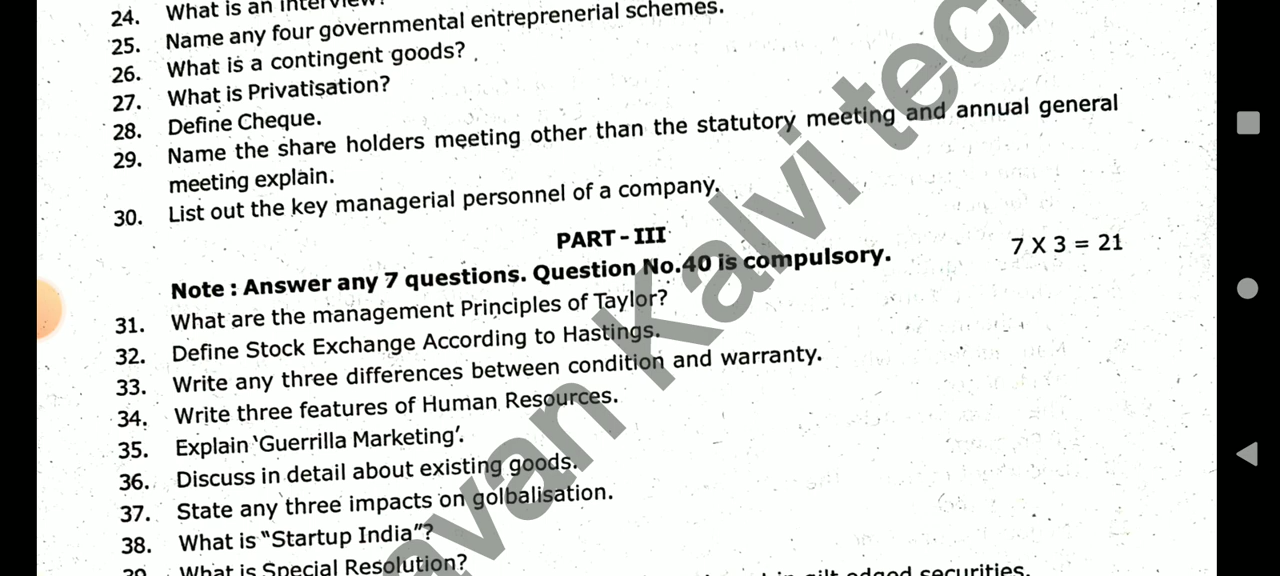 24. What is an interview?
25. Name any four governmental entreprenerial schemes.
26. What is a contingent goods?
27. What is Privatisation?
28. Define Cheque.
29. Name the share holders meeting other than the statutory meeting and annual general
meeting explain.
30. List out the key managerial personnel of a company.
PART - III
Note : Answer any 7 questions. Question No.40 is compulsory. 7 X 3 = 21
31. What are the management Principles of Taylor?
32. Define Stock Exchange According to Hastings.
33. Write any three differences between condition and warranty.
34. Write three features of Human Resources.
35. Explain 'Guerrilla Marketing'.
36. Discuss in detail about existing goods.
37. State any three impacts on golbalisation.
38. What is "Startup India"?
39. What is Special Resolution?
gilt edged securities.
Kalvi